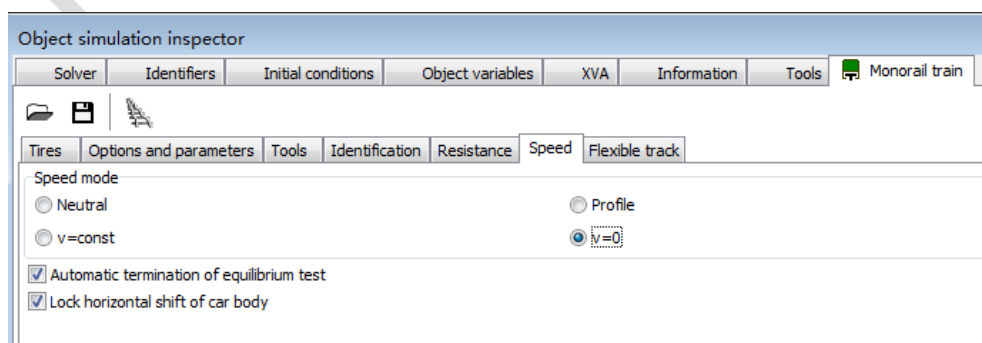 Object simulation inspector
Solver Identifiers Initial conditions Object variables XVA Information Tools Monorail train
Tires Options and parameters Tools Identification Resistance Speed Flexible track
Speed mode
Neutral Profile
v=const v=0
Automatic termination of equilibrium test
Lock horizontal shift of car body